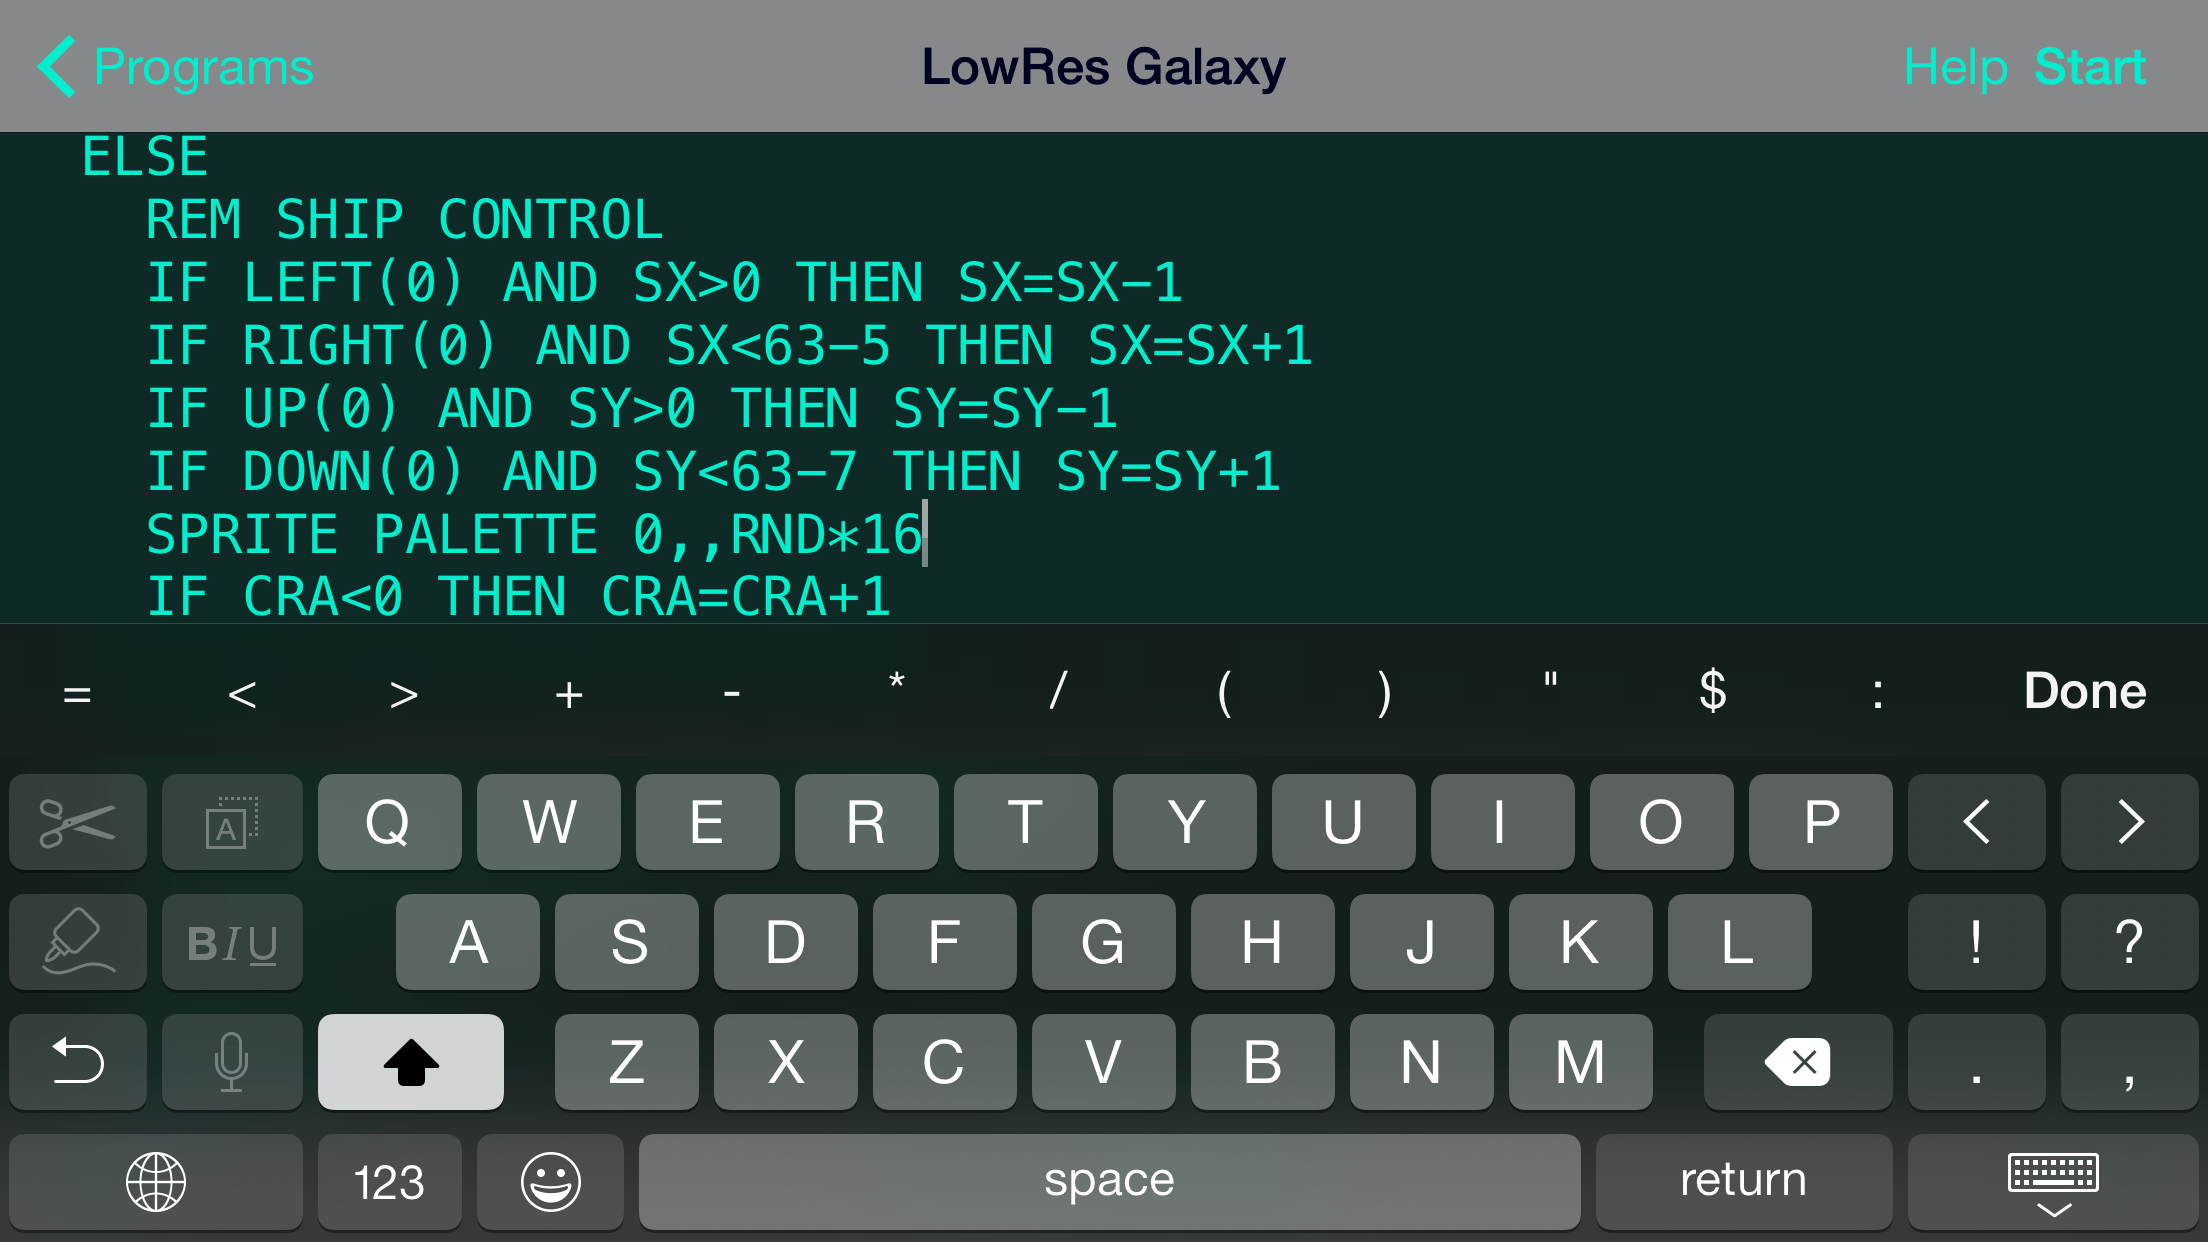 Programs LowRes Galaxy Help Start
ELSE
REM SHIP CONTROL
IF LEFT(0) AND SX>0 THEN SX=SX-1
IF RIGHT(0) AND SX<63-5 THEN SX=SX+1
IF UP(0) AND SY>0 THEN SY=SY-1
IF DOWN(0) AND SY<63-7 THEN SY=SY+1
SPRITE PALETTE 0,,RND*16
IF CRA<0 THEN CRA=CRA+1
= < > + - * / ( ) " $ : Done
A Q W E R T Y U I O P < >
BIU A S D F G H J K L ! ?
Z X C V B N M . ,
123 space return